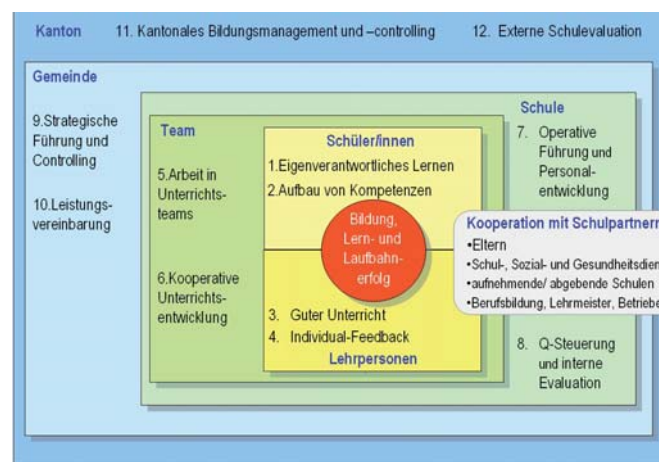 Kanton
11. Kantonales Bildungsmanagement und –controlling
12. Externe Schulevaluation
Gemeinde
9.Strategische
Führung und
Controlling
10.Leistungs-
vereinbarung
Schule
7. Operative
Führung und
Personal-
entwicklung
Team
5.Arbeit in
Unterrichts-
teams
6.Kooperative
Unterrichts-
entwicklung
Schüler/innen
1.Eigenverantwortliches Lernen
2.Aufbau von Kompetenzen
Bildung,
Lern- und
Laufbahn-
erfolg
3. Guter Unterricht
4. Individual-Feedback
Lehrpersonen
Kooperation mit Schulpartnern
•Eltern
•Schul-, Sozial- und Gesundheitsdien
•aufnehmende/ abgebende Schulen
•Berufsbildung, Lehrmeister, Betriebe
8. Q-Steuerung
und interne
Evaluation